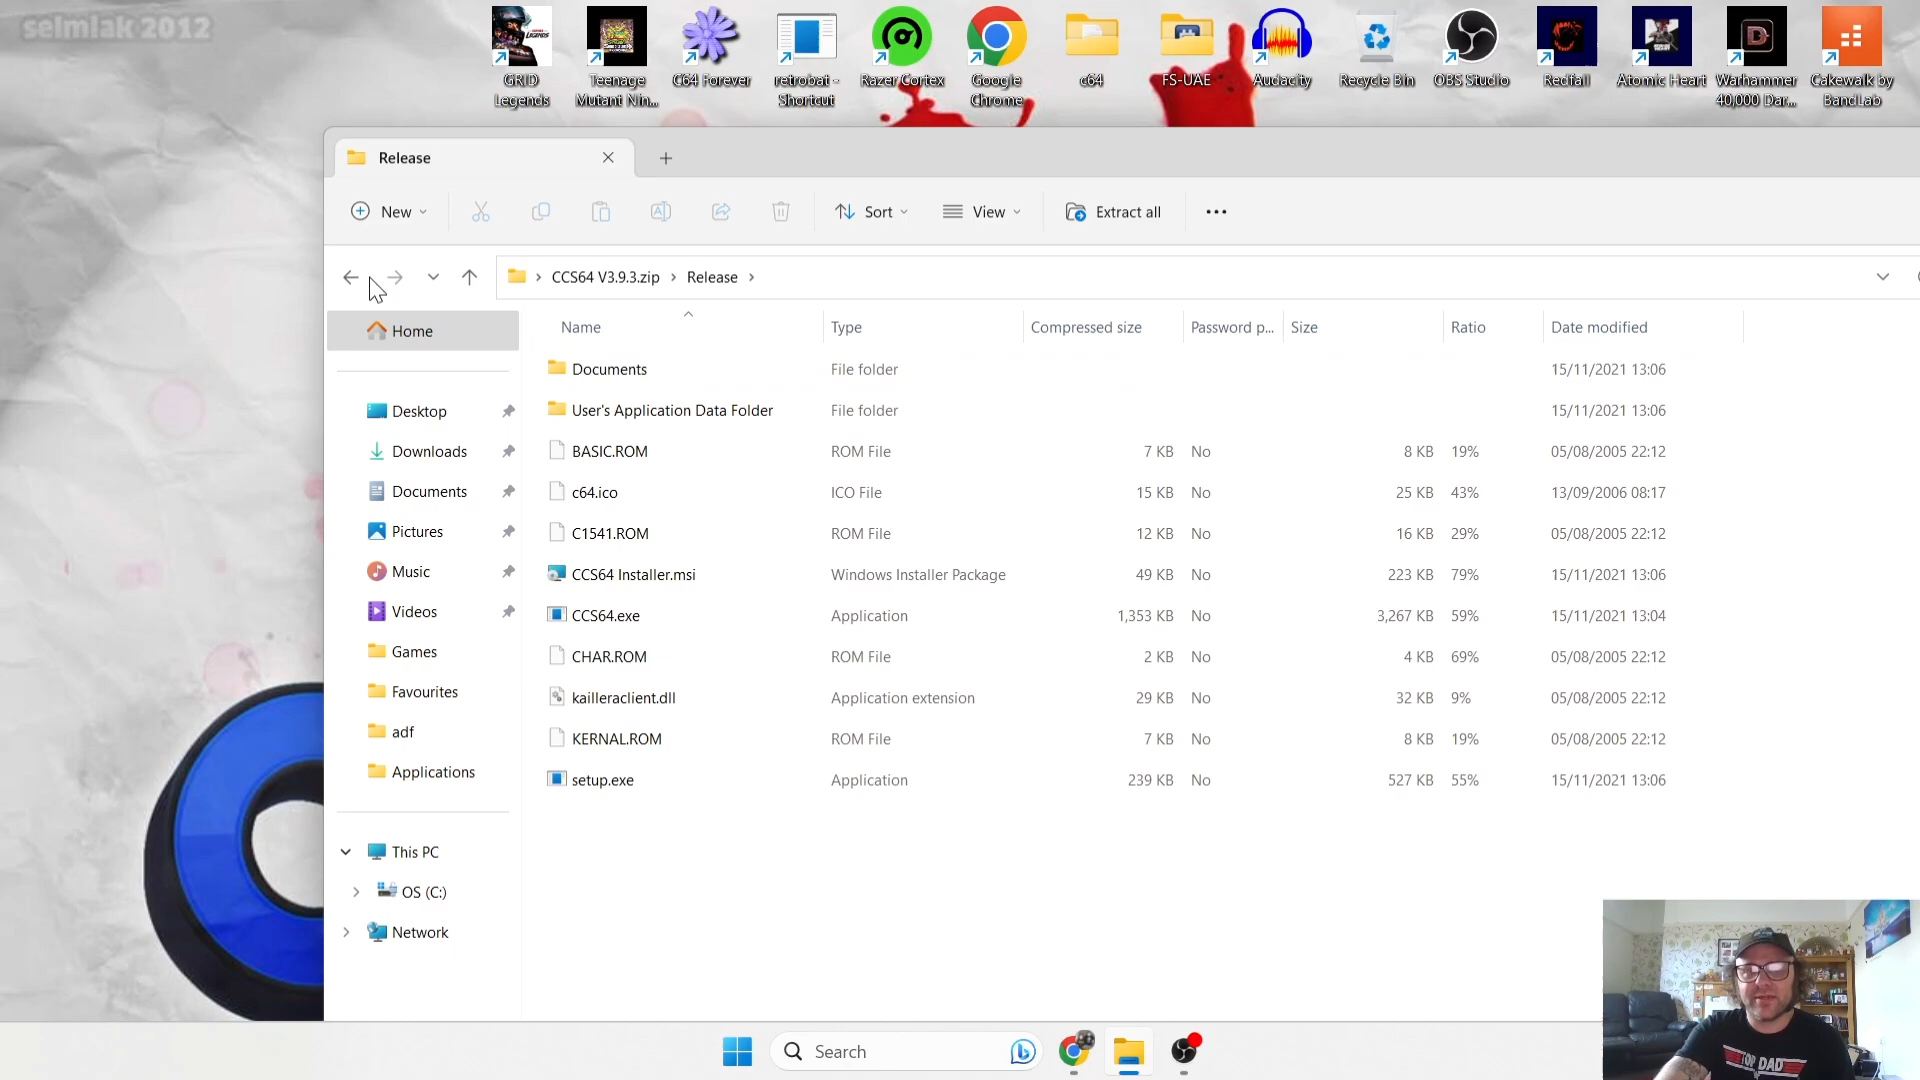 selmiak 2012
GRID
Legends
LEGENDS
Teenage
Mutant Nin...
C64 Forever
retrobat -
Shortcut
Razer Cortex
Google
Chrome
c64
FS-UAE
Audacity
Recycle Bin
OBS Studio
Redfall
Atomic Heart
Warhammer
40,000 Dar...
Cakewalk by
BandLab
Release
New
Sort
View
Extract all
CCS64 V3.9.3.zip
Release
Home
Desktop
Downloads
Documents
Pictures
Music
Videos
Games
Favourites
adf
Applications
This PC
OS (C:)
Network
Name Type Compressed size Password p... Size Ratio Date modified
Documents File folder 15/11/2021 13:06
User's Application Data Folder File folder 15/11/2021 13:06
BASIC.ROM ROM File 7 KB No 8 KB 19% 05/08/2005 22:12
c64.ico ICO File 15 KB No 25 KB 43% 13/09/2006 08:17
C1541.ROM ROM File 12 KB No 16 KB 29% 05/08/2005 22:12
CCS64 Installer.msi Windows Installer Package 49 KB No 223 KB 79% 15/11/2021 13:06
CCS64.exe Application 1,353 KB No 3,267 KB 59% 15/11/2021 13:04
CHAR.ROM ROM File 2 KB No 4 KB 69% 05/08/2005 22:12
kailleraclient.dll Application extension 29 KB No 32 KB 9% 05/08/2005 22:12
KERNAL.ROM ROM File 7 KB No 8 KB 19% 05/08/2005 22:12
setup.exe Application 239 KB No 527 KB 55% 15/11/2021 13:06
Search
TOP DAD